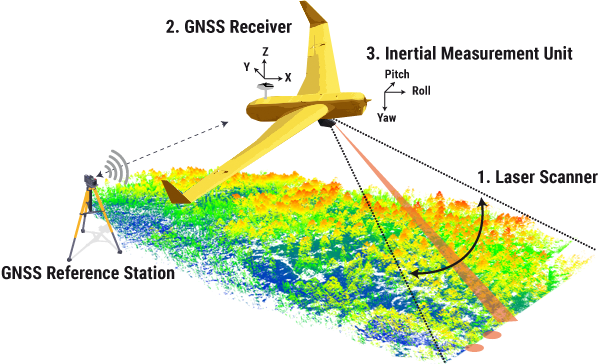 2. GNSS Receiver
Z
Y
X
3. Inertial Measurement Unit
Pitch
Roll
Yaw
1. Laser Scanner
GNSS Reference Station